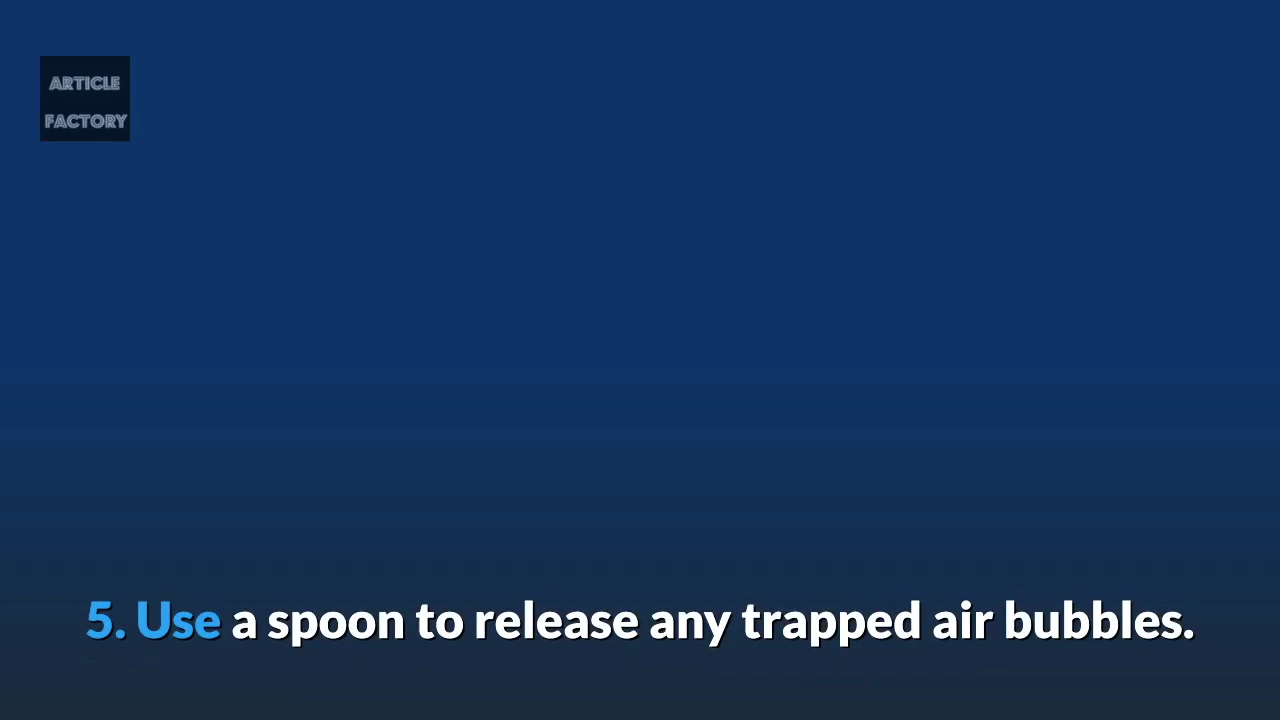 ARTICLE
FACTORY
5. Use a spoon to release any trapped air bubbles.